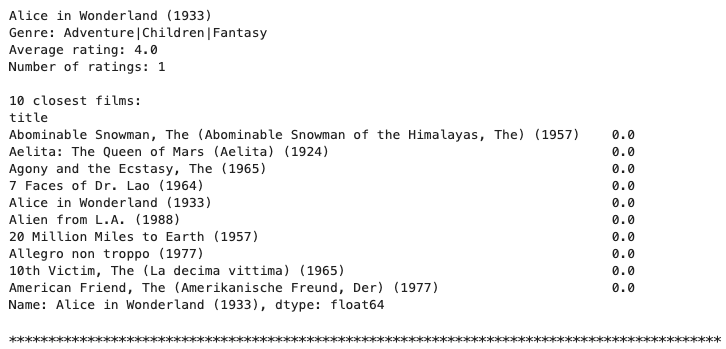 Alice in Wonderland (1933)
Genre: Adventure|Children|Fantasy
Average rating: 4.0
Number of ratings: 1
10 closest films:
title
Abominable Snowman, The (Abominable Snowman of the Himalayas, The) (1957)    0.0
Aelita: The Queen of Mars (Aelita) (1924)    0.0
Agony and the Ecstasy, The (1965)    0.0
7 Faces of Dr. Lao (1964)    0.0
Alice in Wonderland (1933)    0.0
Alien from L.A. (1988)    0.0
20 Million Miles to Earth (1957)    0.0
Allegro non troppo (1977)    0.0
10th Victim, The (La decima vittima) (1965)    0.0
American Friend, The (Amerikanische Freund, Der) (1977)    0.0
Name: Alice in Wonderland (1933), dtype: float64
*******************************************************************************************